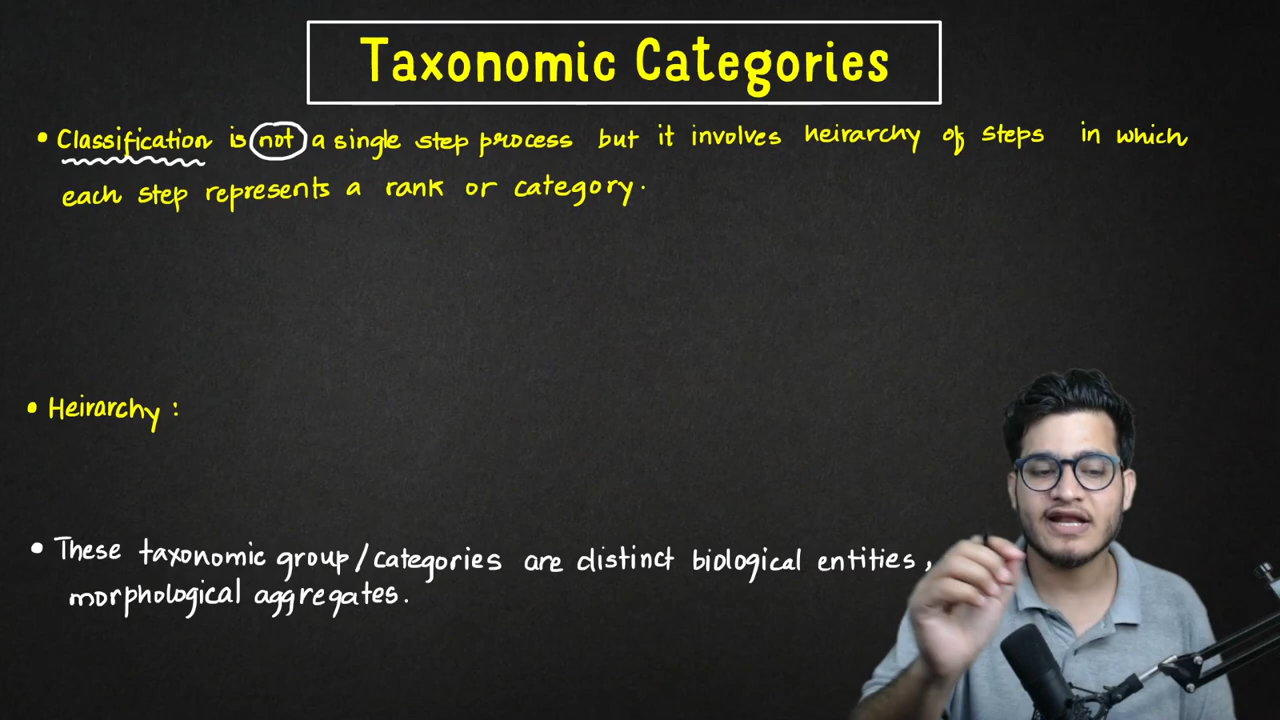 Taxonomic Categories
• Classification is not a single step process but it involves heirarchy of steps in which
each step represents a rank or category.
• Heirarchy :
• These taxonomic group/categories are distinct biological entities,
morphological aggregates.